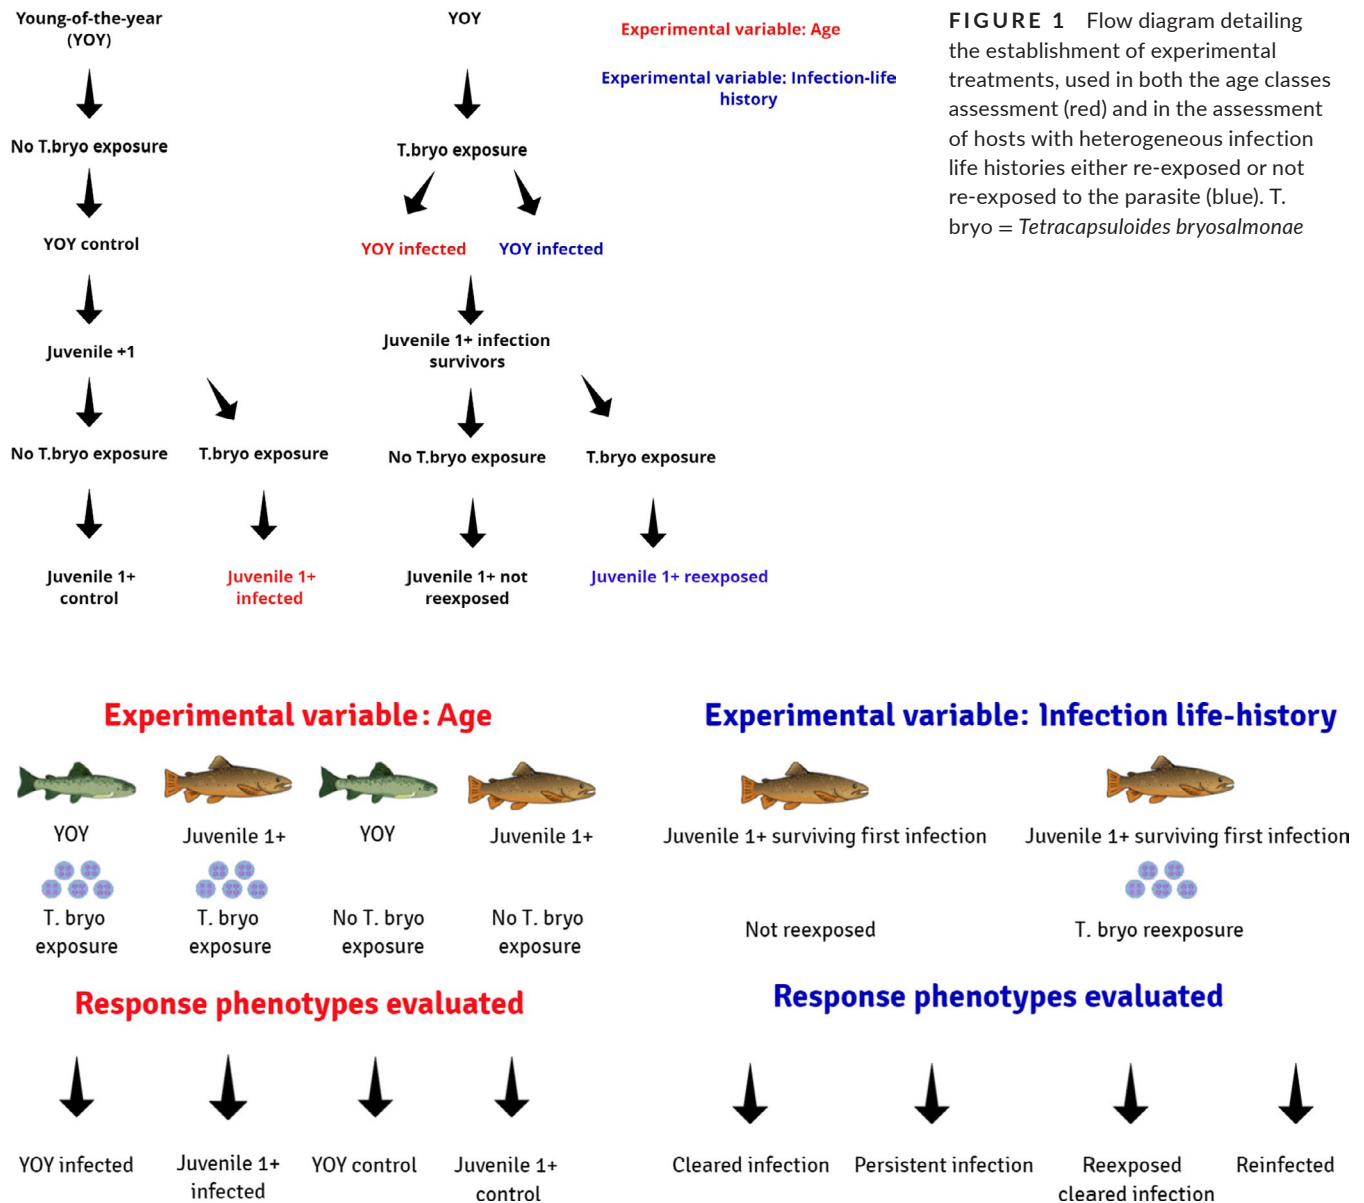 Young-of-the-year
(YOY)
No T.bryo exposure
YOY control
Juvenile +1
No T.bryo exposure
T.bryo exposure
Juvenile 1+
control
Juvenile 1+
infected
YOY
T.bryo exposure
YOY infected
YOY infected
Juvenile 1+ infection
survivors
No T.bryo exposure
T.bryo exposure
Juvenile 1+ not
reexposed
Juvenile 1+ reexposed
Experimental variable: Age
Experimental variable: Infection-life
history
FIGURE 1 Flow diagram detailing
the establishment of experimental
treatments, used in both the age classes
assessment (red) and in the assessment
of hosts with heterogeneous infection
life histories either re-exposed or not
re-exposed to the parasite (blue). T.
bryo = Tetracapsuloides bryosalmonae
Experimental variable: Age
YOY
Juvenile 1+
YOY
Juvenile 1+
T. bryo
exposure
T. bryo
exposure
No T. bryo
exposure
No T. bryo
exposure
Response phenotypes evaluated
YOY infected
Juvenile 1+
infected
YOY control
Juvenile 1+
control
Experimental variable: Infection life-history
Juvenile 1+ surviving first infection
Juvenile 1+ surviving first infection
Not reexposed
T. bryo reexposure
Response phenotypes evaluated
Cleared infection
Persistent infection
Reexposed
cleared infection
Reinfected